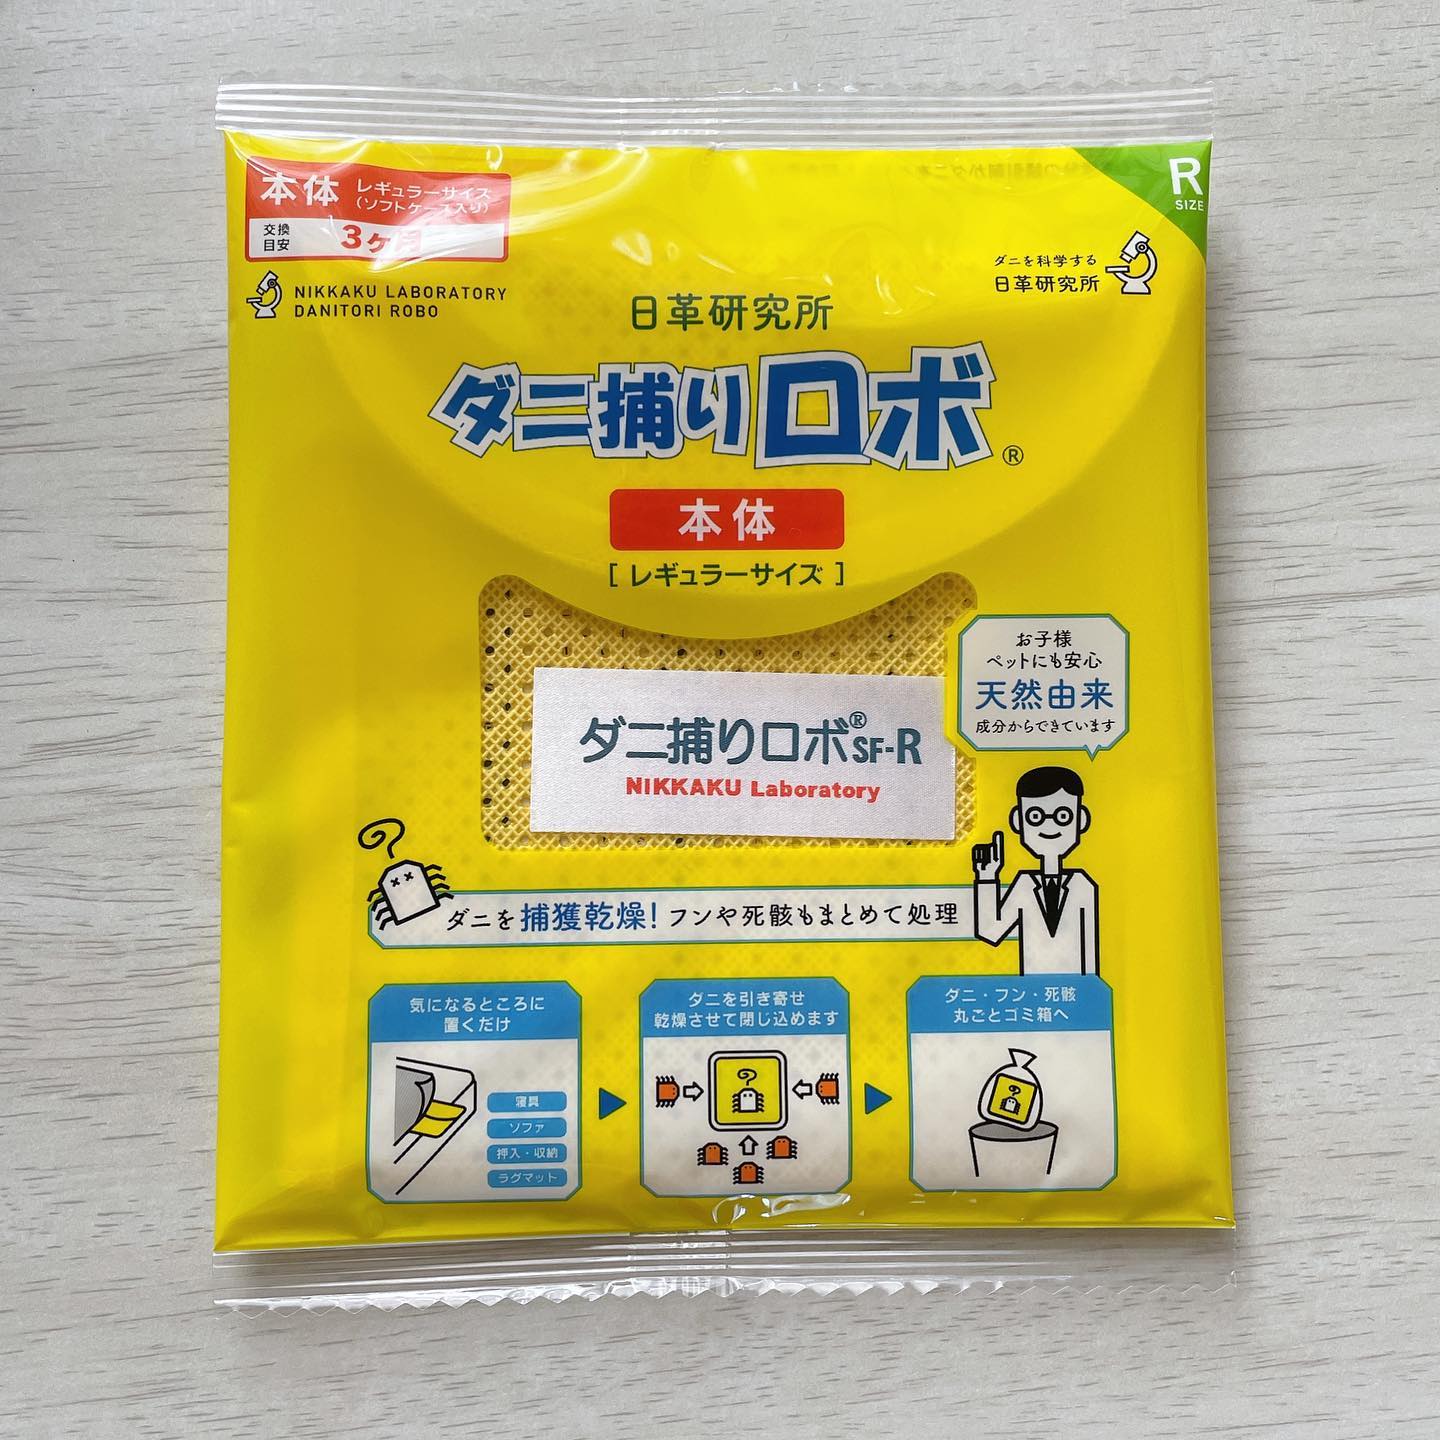 本体 レギュラーサイズ
(ソフトケース入り)
交換
目安 3ヶ月
R
SIZE
NIKKAKU LABORATORY
DANITORI ROBO
ダニを科学する
日革研究所
日革研究所
ダニ捕りロボ®
本体
[ レギュラーサイズ ]
お子様
ペットにも安心
天然由来
成分からできています
ダニ捕りロボ®SF-R
NIKKAKU Laboratory
ダニを捕獲乾燥!フンや死骸もまとめて処理
気になるところに
置くだけ
寝具
ソファ
押入・収納
ラグマット
ダニを引き寄せ
乾燥させて閉じ込めます
ダニ・フン・死骸
丸ごとゴミ箱へ